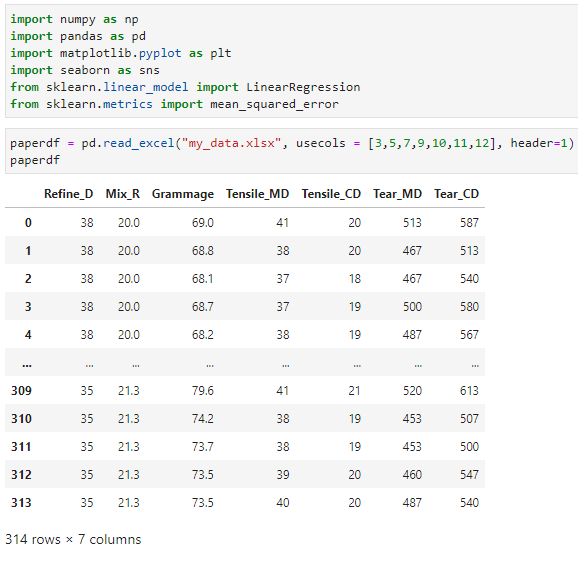 import numpy as np
import pandas as pd
import matplotlib.pyplot as plt
import seaborn as sns
from sklearn.linear_model import LinearRegression
from sklearn.metrics import mean_squared_error
paperdf = pd.read_excel("my_data.xlsx", usecols = [3,5,7,9,10,11,12], header=1)
paperdf
Refine_D Mix_R Grammage Tensile_MD Tensile_CD Tear_MD Tear_CD
0 38 20.0 69.0 41 20 513 587
1 38 20.0 68.8 38 20 467 513
2 38 20.0 68.1 37 18 467 540
3 38 20.0 68.7 37 19 500 580
4 38 20.0 68.2 38 19 487 567
... ... ... ... ... ... ... ...
309 35 21.3 79.6 41 21 520 613
310 35 21.3 74.2 38 19 453 507
311 35 21.3 73.7 38 19 453 500
312 35 21.3 73.5 39 20 460 547
313 35 21.3 73.5 40 20 487 540
314 rows × 7 columns